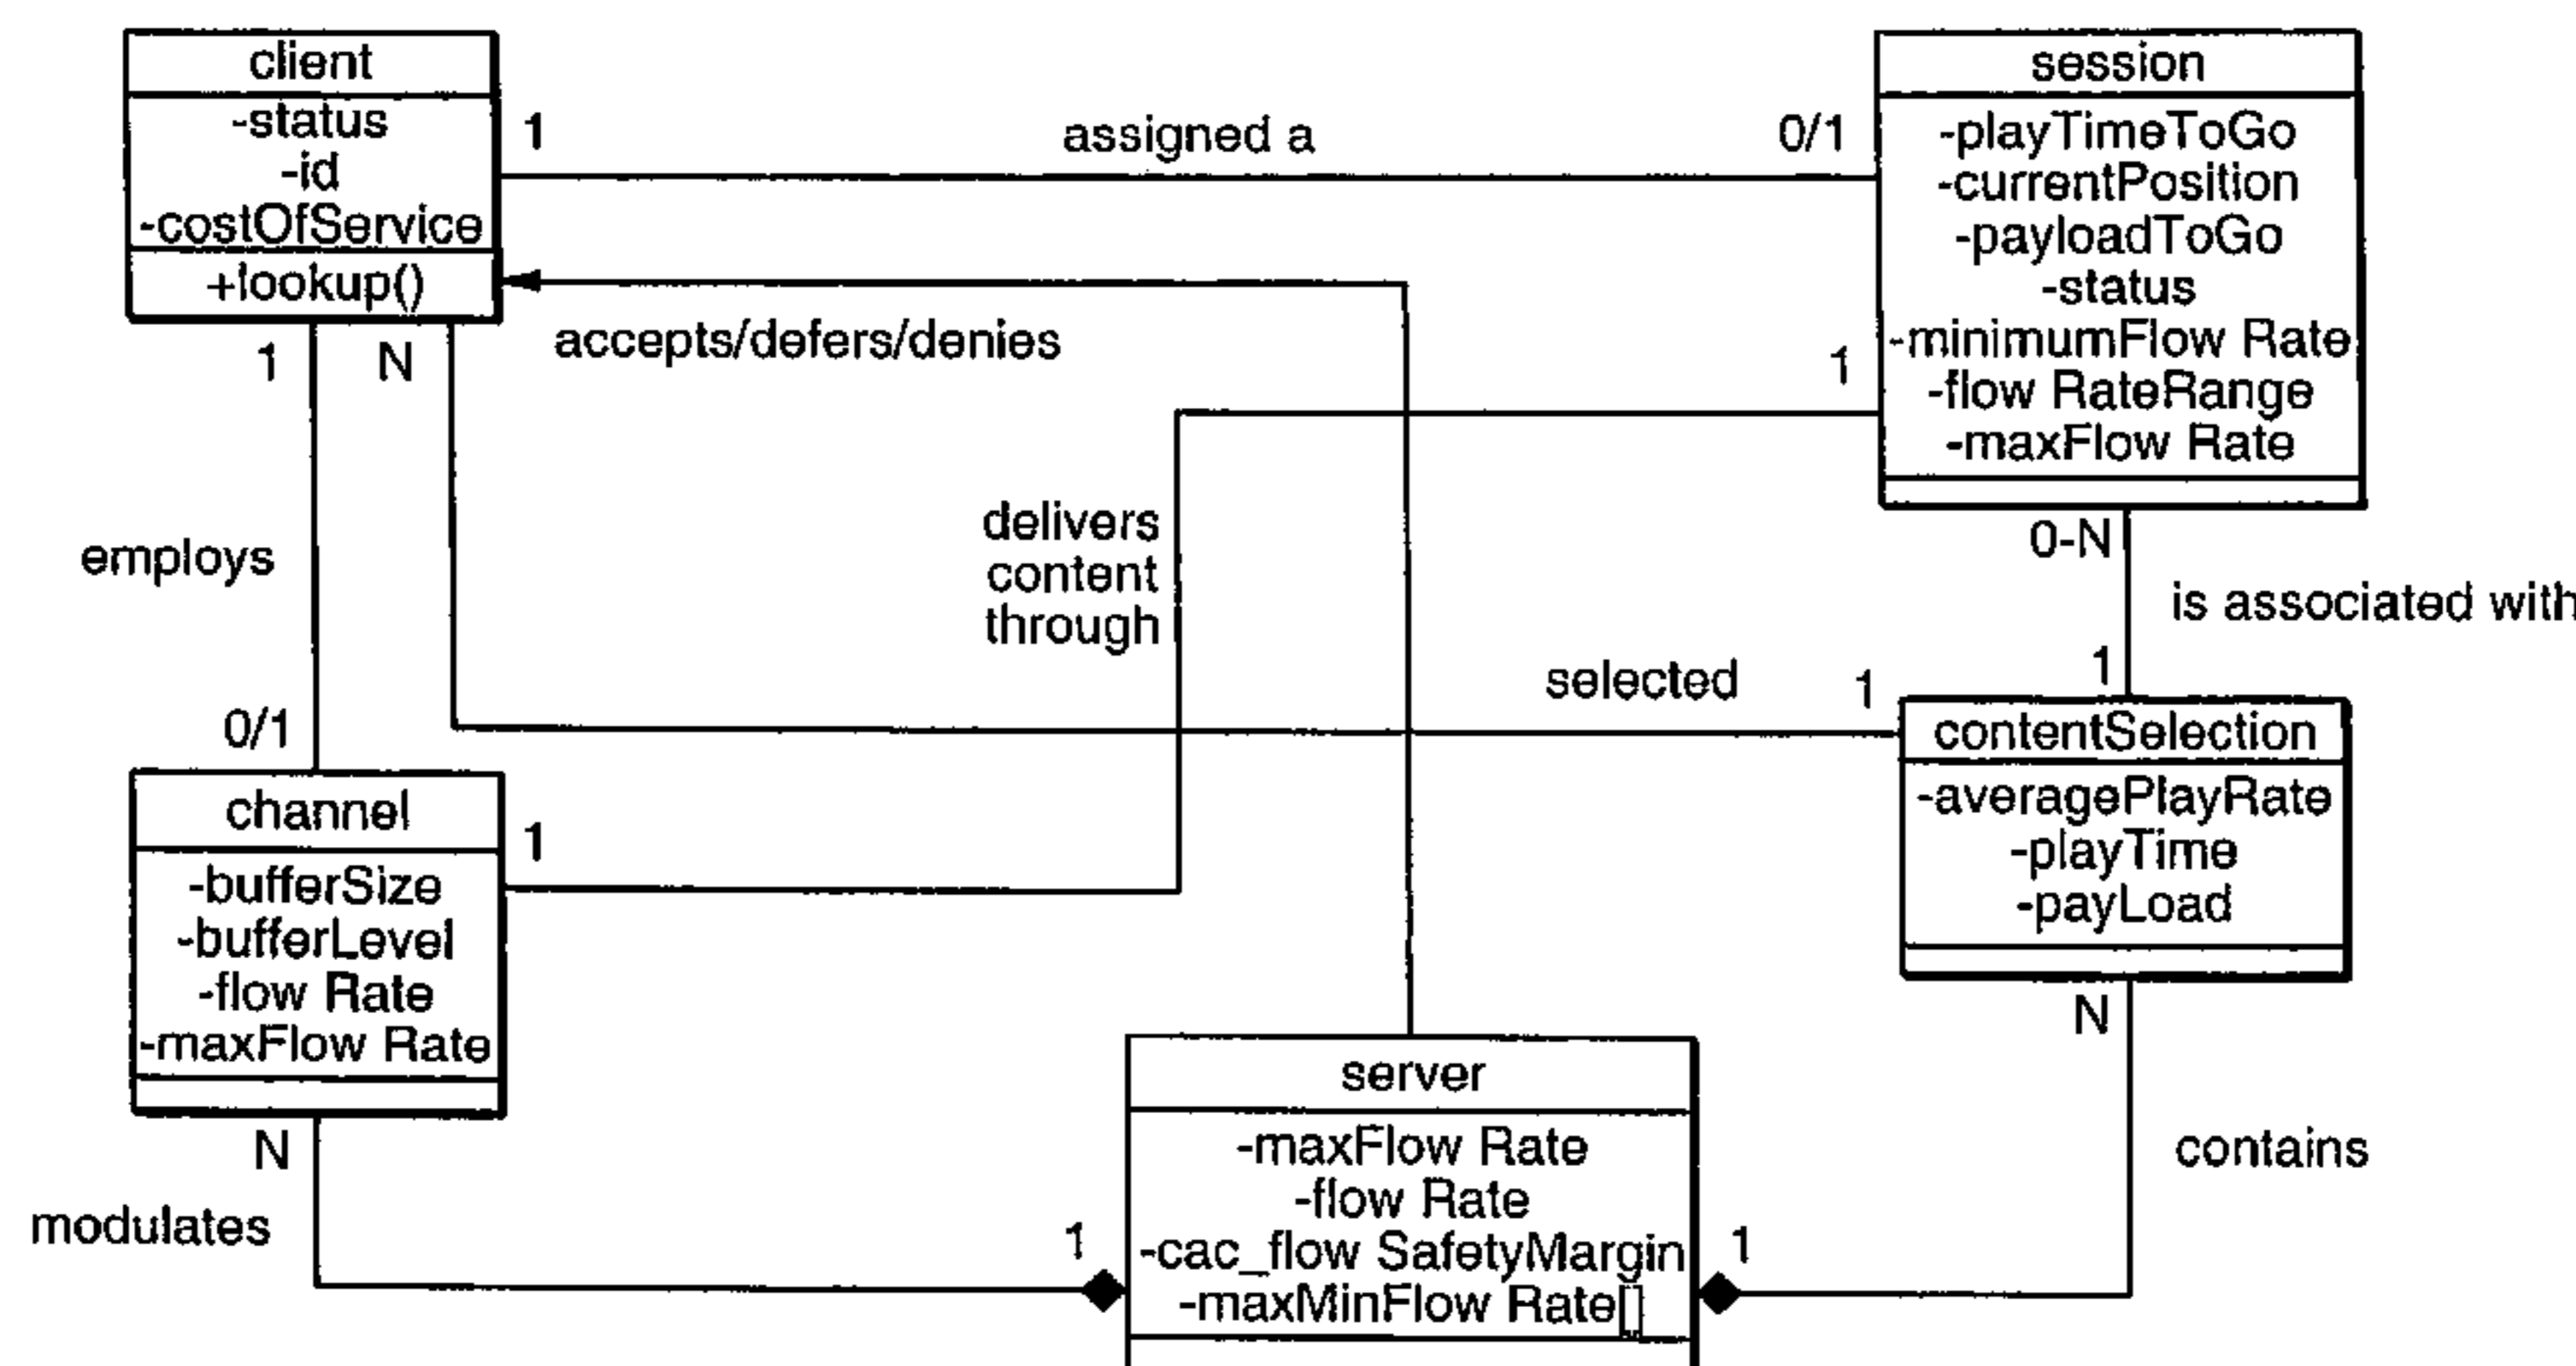 client
-status
-id
-costOfService
+lookup()
1
assigned a
0/1
session
-playTimeToGo
-currentPosition
-payloadToGo
-status
-minimumFlow Rate
-flow RateRange
-maxFlow Rate
accepts/defers/denies
1
N
1
employs
delivers
content
through
0-N
is associated with
1
selected
1
0/1
contentSelection
-averagePlayRate
-playTime
-payLoad
channel
-bufferSize
-bufferLevel
-flow Rate
-maxFlow Rate
1
N
modulates
1
server
-maxFlow Rate
-flow Rate
-cac_flow SafetyMargin
-maxMinFlow Rate[]
1
N
contains